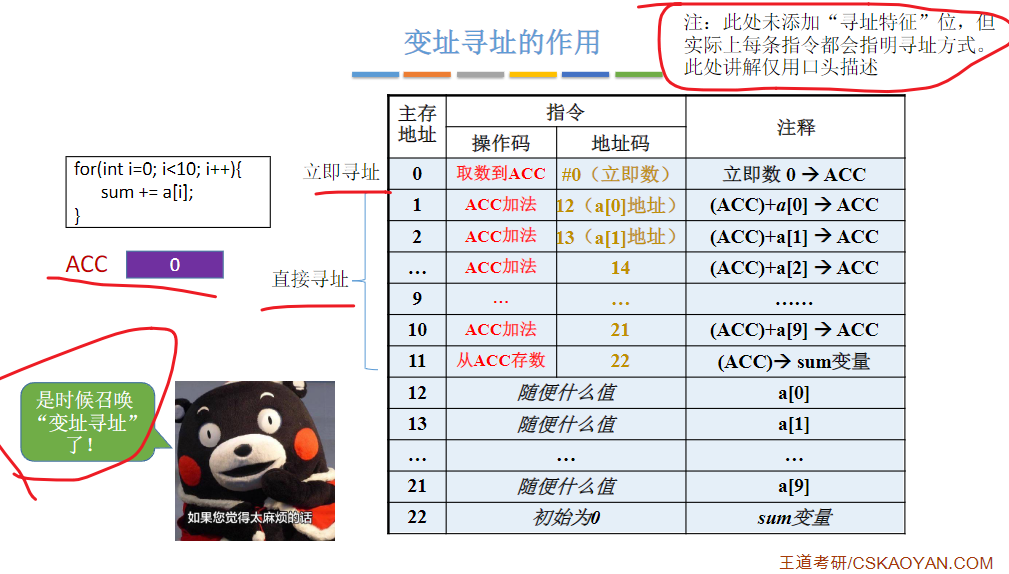 变址寻址的作用
注：此处未添加“寻址特征”位，但
实际上每条指令都会指明寻址方式。
此处讲解仅用口头描述
for(int i=0; i<10; i++){
sum += a[i];
}
ACC 0
立即寻址
直接寻址
是时候召唤
“变址寻址”
了！
如果您觉得太麻烦的话
主存地址 指令 注释
操作码 地址码
0 取数到ACC #0（立即数） 立即数 0 → ACC
1 ACC加法 12（a[0]地址） (ACC)+a[0] → ACC
2 ACC加法 13（a[1]地址） (ACC)+a[1] → ACC
… ACC加法 14 (ACC)+a[2] → ACC
9 … … ……
10 ACC加法 21 (ACC)+a[9] → ACC
11 从ACC存数 22 (ACC)→ sum变量
12 随便什么值 a[0]
13 随便什么值 a[1]
… … …
21 随便什么值 a[9]
22 初始为0 sum变量
王道考研/CSKAOYAN.COM